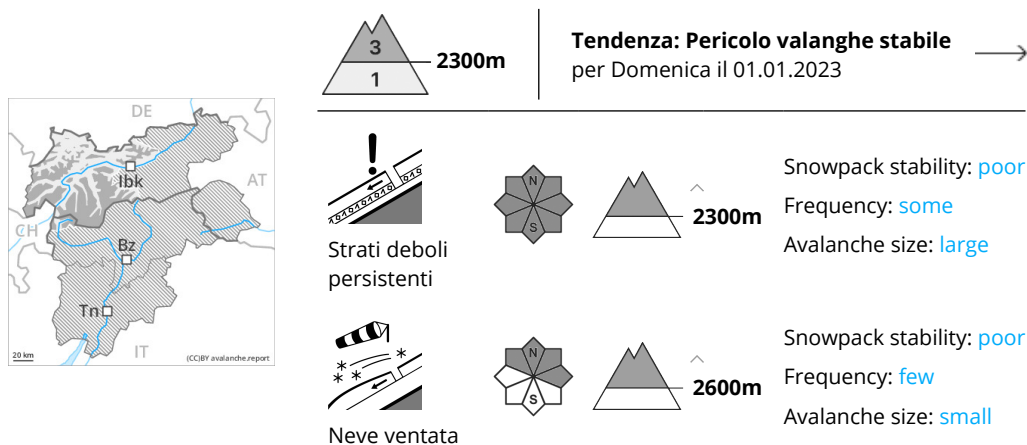 3
1
2300m
Tendenza: Pericolo valanghe stabile
per Domenica il 01.01.2023
DE
Ibk
AT
CH
Bz
Tn
IT
20 km
(CC)BY avalanche.report
Strati deboli
persistenti
N
S
2300m
Snowpack stability: poor
Frequency: some
Avalanche size: large
Neve ventata
N
S
2600m
Snowpack stability: poor
Frequency: few
Avalanche size: small